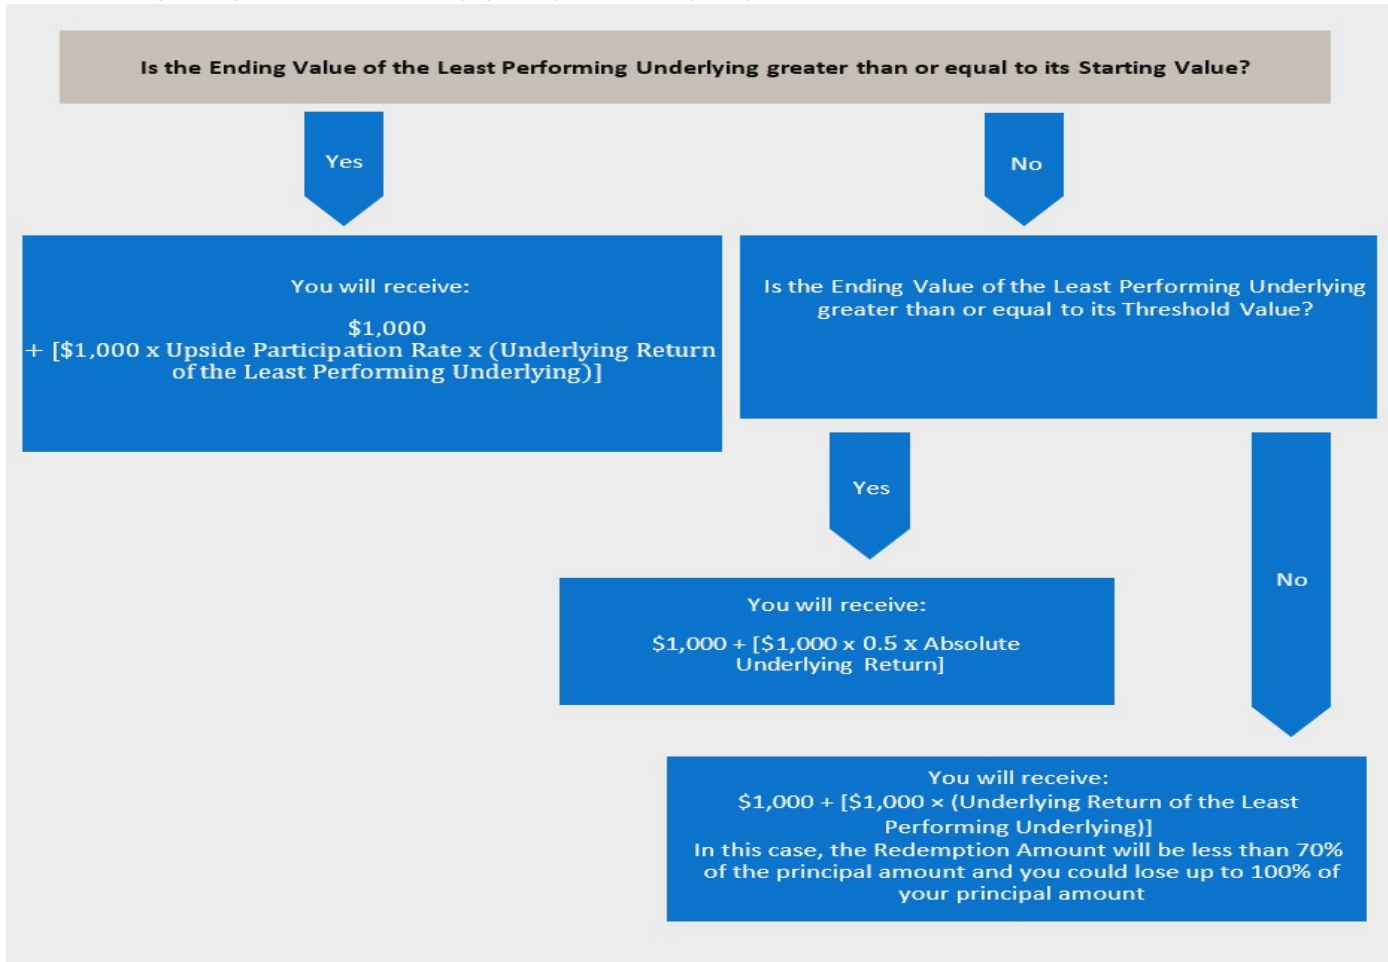 Is the Ending Value of the Least Performing Underlying greater than or equal to its Starting Value?
Yes
No
You will receive:
$1,000
+ [$1,000 x Upside Participation Rate x (Underlying Return
of the Least Performing Underlying)]
Is the Ending Value of the Least Performing Underlying
greater than or equal to its Threshold Value?
Yes
No
You will receive:
$1,000 + [$1,000 x 0.5 x Absolute
Underlying Return]
You will receive:
$1,000 + [$1,000 × (Underlying Return of the Least
Performing Underlying)]
In this case, the Redemption Amount will be less than 70%
of the principal amount and you could lose up to 100% of
your principal amount